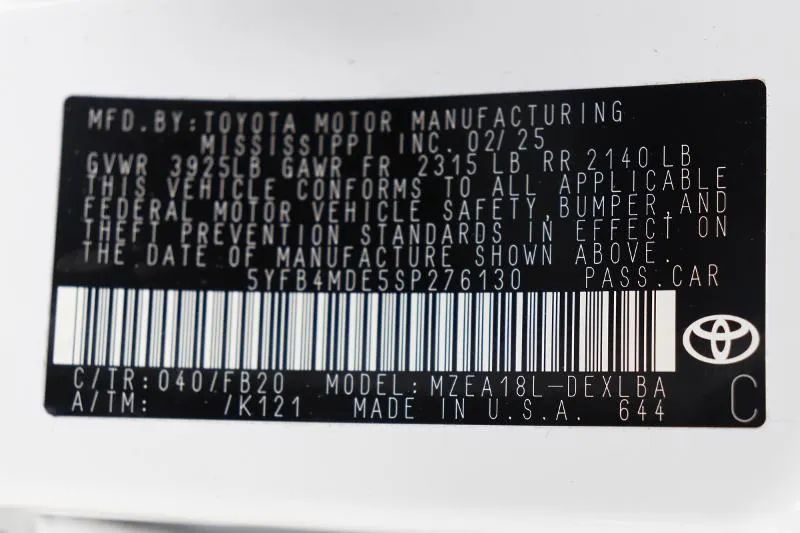 MFD.BY:TOYOTA MOTOR MANUFACTURING
MISSISSIPPI INC. 02/25
GVWR 3925LB GAWR FR 2315 LB RR 2140 LB
THIS VEHICLE CONFORMS TO ALL APPLICABLE
FEDERAL MOTOR VEHICLE SAFETY,BUMPER,AND
THEFT PREVENTION STANDARDS IN EFFECT ON
THE DATE OF MANUFACTURE SHOWN ABOVE.
5YFB4MDE5SP276130 PASS.CAR
C/TR:040/FB20 MODEL:MZEA18L-DEXLBA
A/TM: /K121 MADE IN U.S.A. 644
C